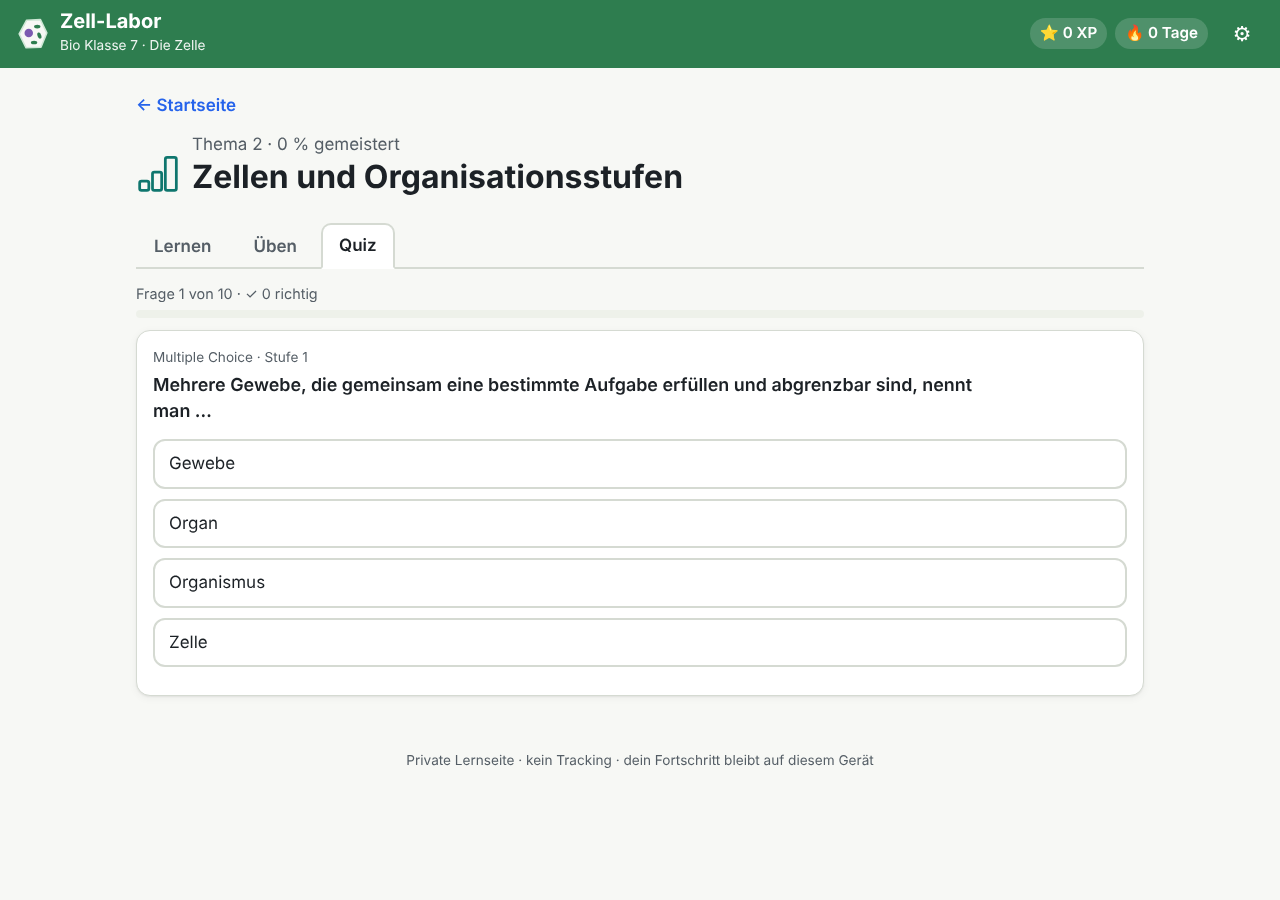 Zell-Labor
Bio Klasse 7 · Die Zelle
⭐ 0 XP
🔥 0 Tage
← Startseite
Thema 2 · 0 % gemeistert
Zellen und Organisationsstufen
Lernen
Üben
Quiz
Frage 1 von 10 · ✓ 0 richtig
Multiple Choice · Stufe 1
Mehrere Gewebe, die gemeinsam eine bestimmte Aufgabe erfüllen und abgrenzbar sind, nennt
man …
Gewebe
Organ
Organismus
Zelle
Private Lernseite · kein Tracking · dein Fortschritt bleibt auf diesem Gerät